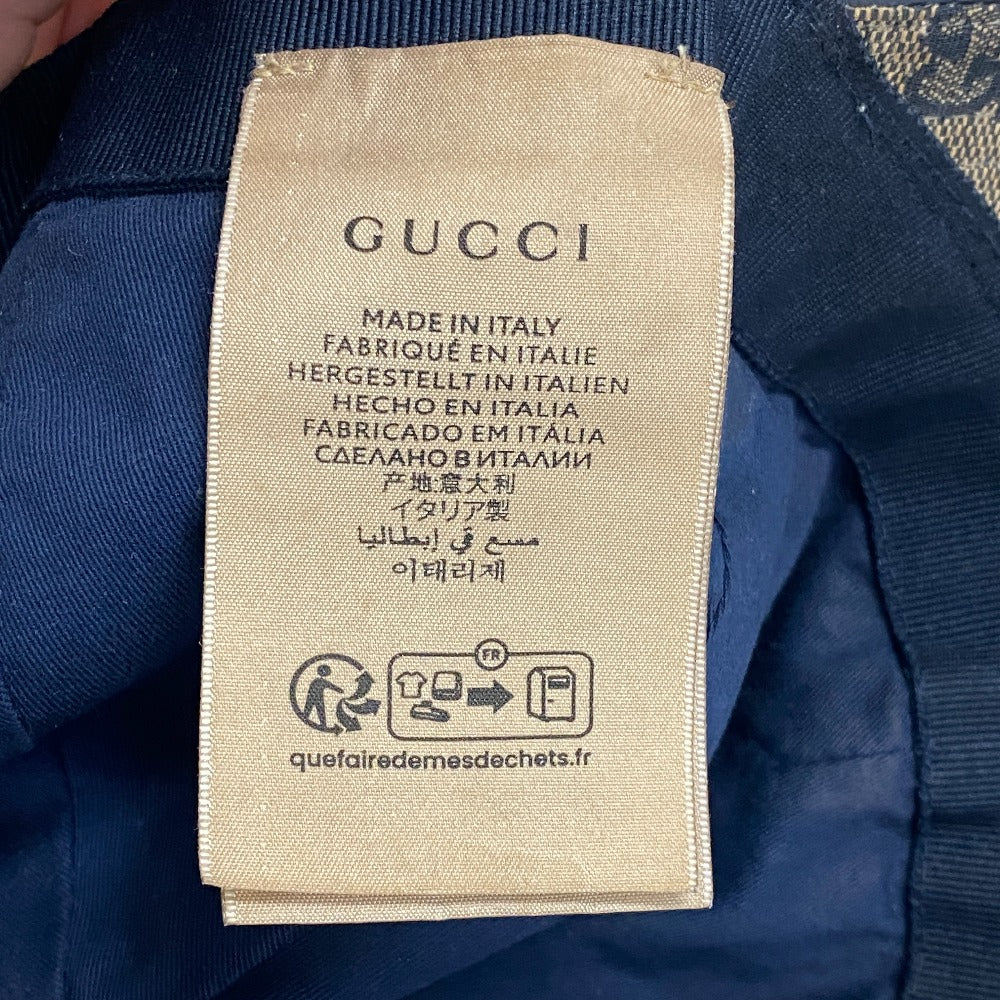 GUCCI
MADE IN ITALY
FABRIQUÉ EN ITALIE
HERGESTELLT IN ITALIEN
HECHO EN ITALIA
FABRICADO EM ITÁLIA
СДЕЛАНО В ИТАЛИИ
产地:意大利
イタリア製
صنع في إيطاليا
이태리제
FR
quefairedemesdechets.fr